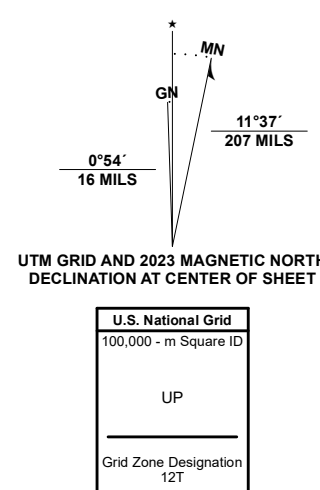 ★
MN
GN
11°37´
207 MILS
0°54´
16 MILS
UTM GRID AND 2023 MAGNETIC NORTH
DECLINATION AT CENTER OF SHEET
U.S. National Grid
100,000 - m Square ID
UP
Grid Zone Designation
12T